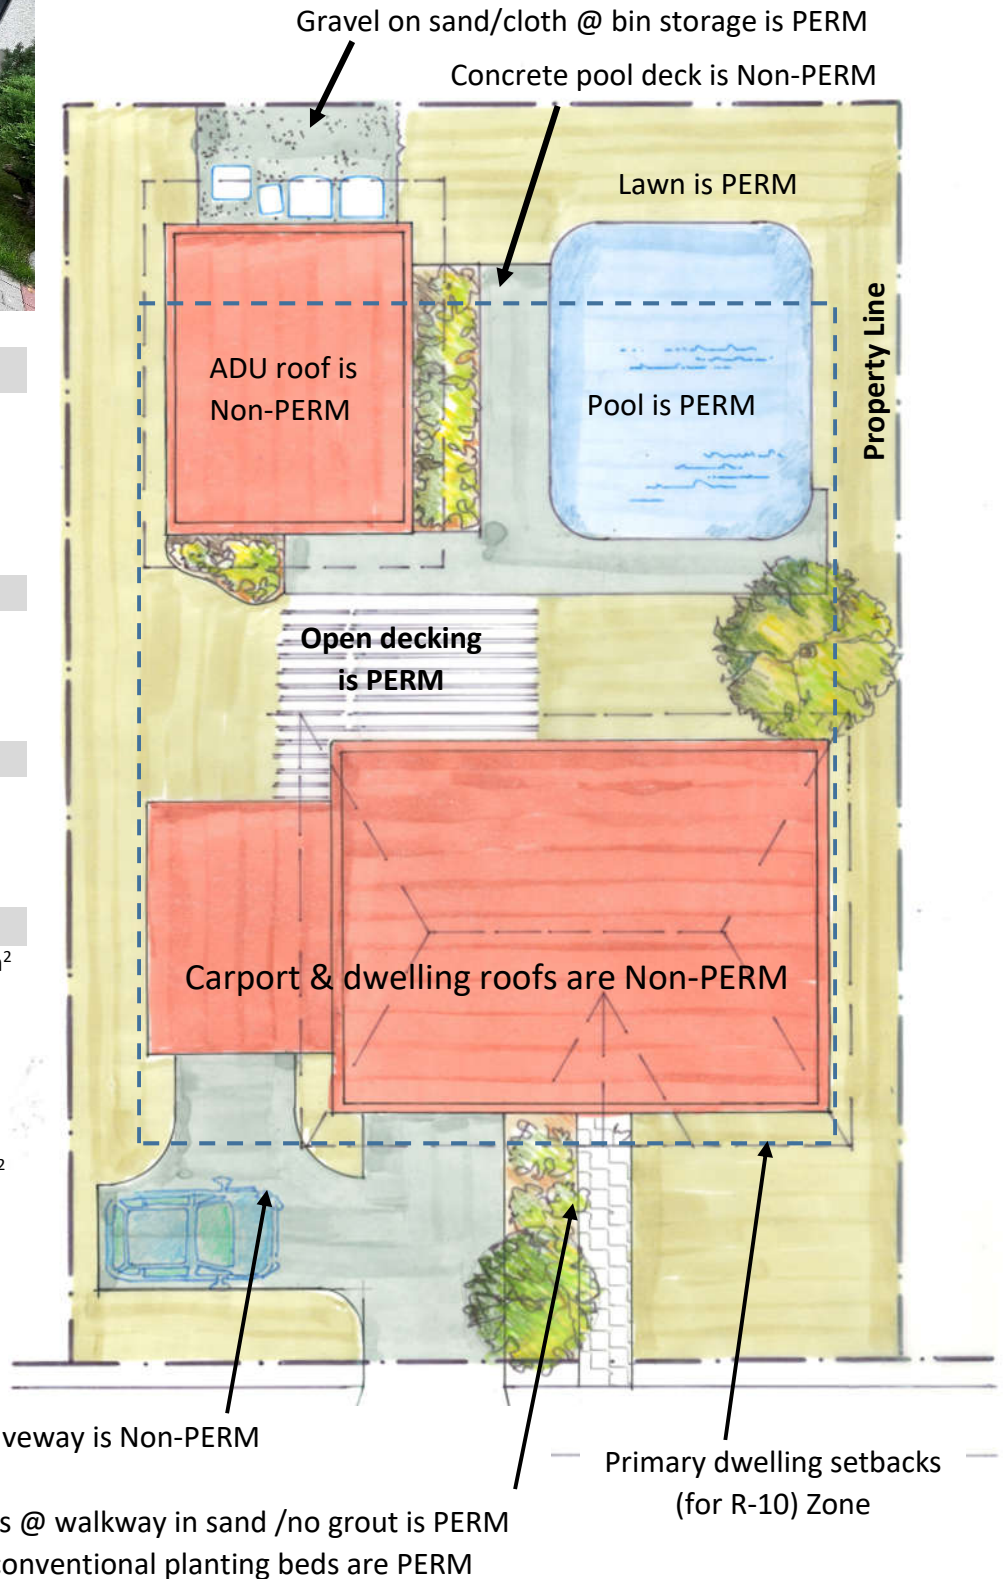 Gravel on sand/cloth @ bin storage is PERM
Concrete pool deck is Non-PERM
Lawn is PERM
Property Line
ADU roof is
Non-PERM
Pool is PERM
Open decking
is PERM
Carport & dwelling roofs are Non-PERM
2
2
veway is Non-PERM
Primary dwelling setbacks
(for R-10) Zone
s @ walkway in sand /no grout is PERM
conventional planting beds are PERM